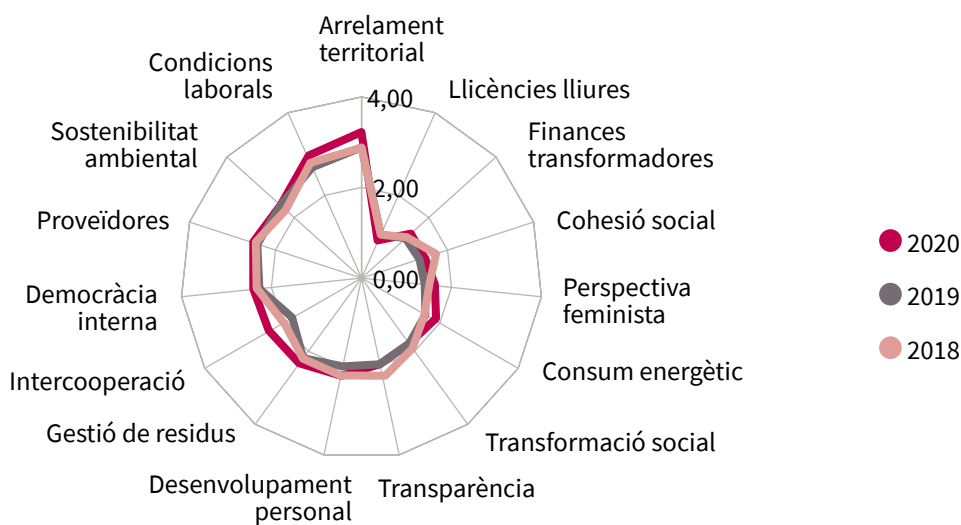 Arrelament
territorial
Llicències lliures
Finances
transformadores
Cohesió social
Perspectiva
feminista
Consum energètic
Transformació social
Transparència
Desenvolupament
personal
Gestió de residus
Intercooperació
Democràcia
interna
Proveïdores
Sostenibilitat
ambiental
Condicions
laborals
4,00
2,00
0,00
2020
2019
2018